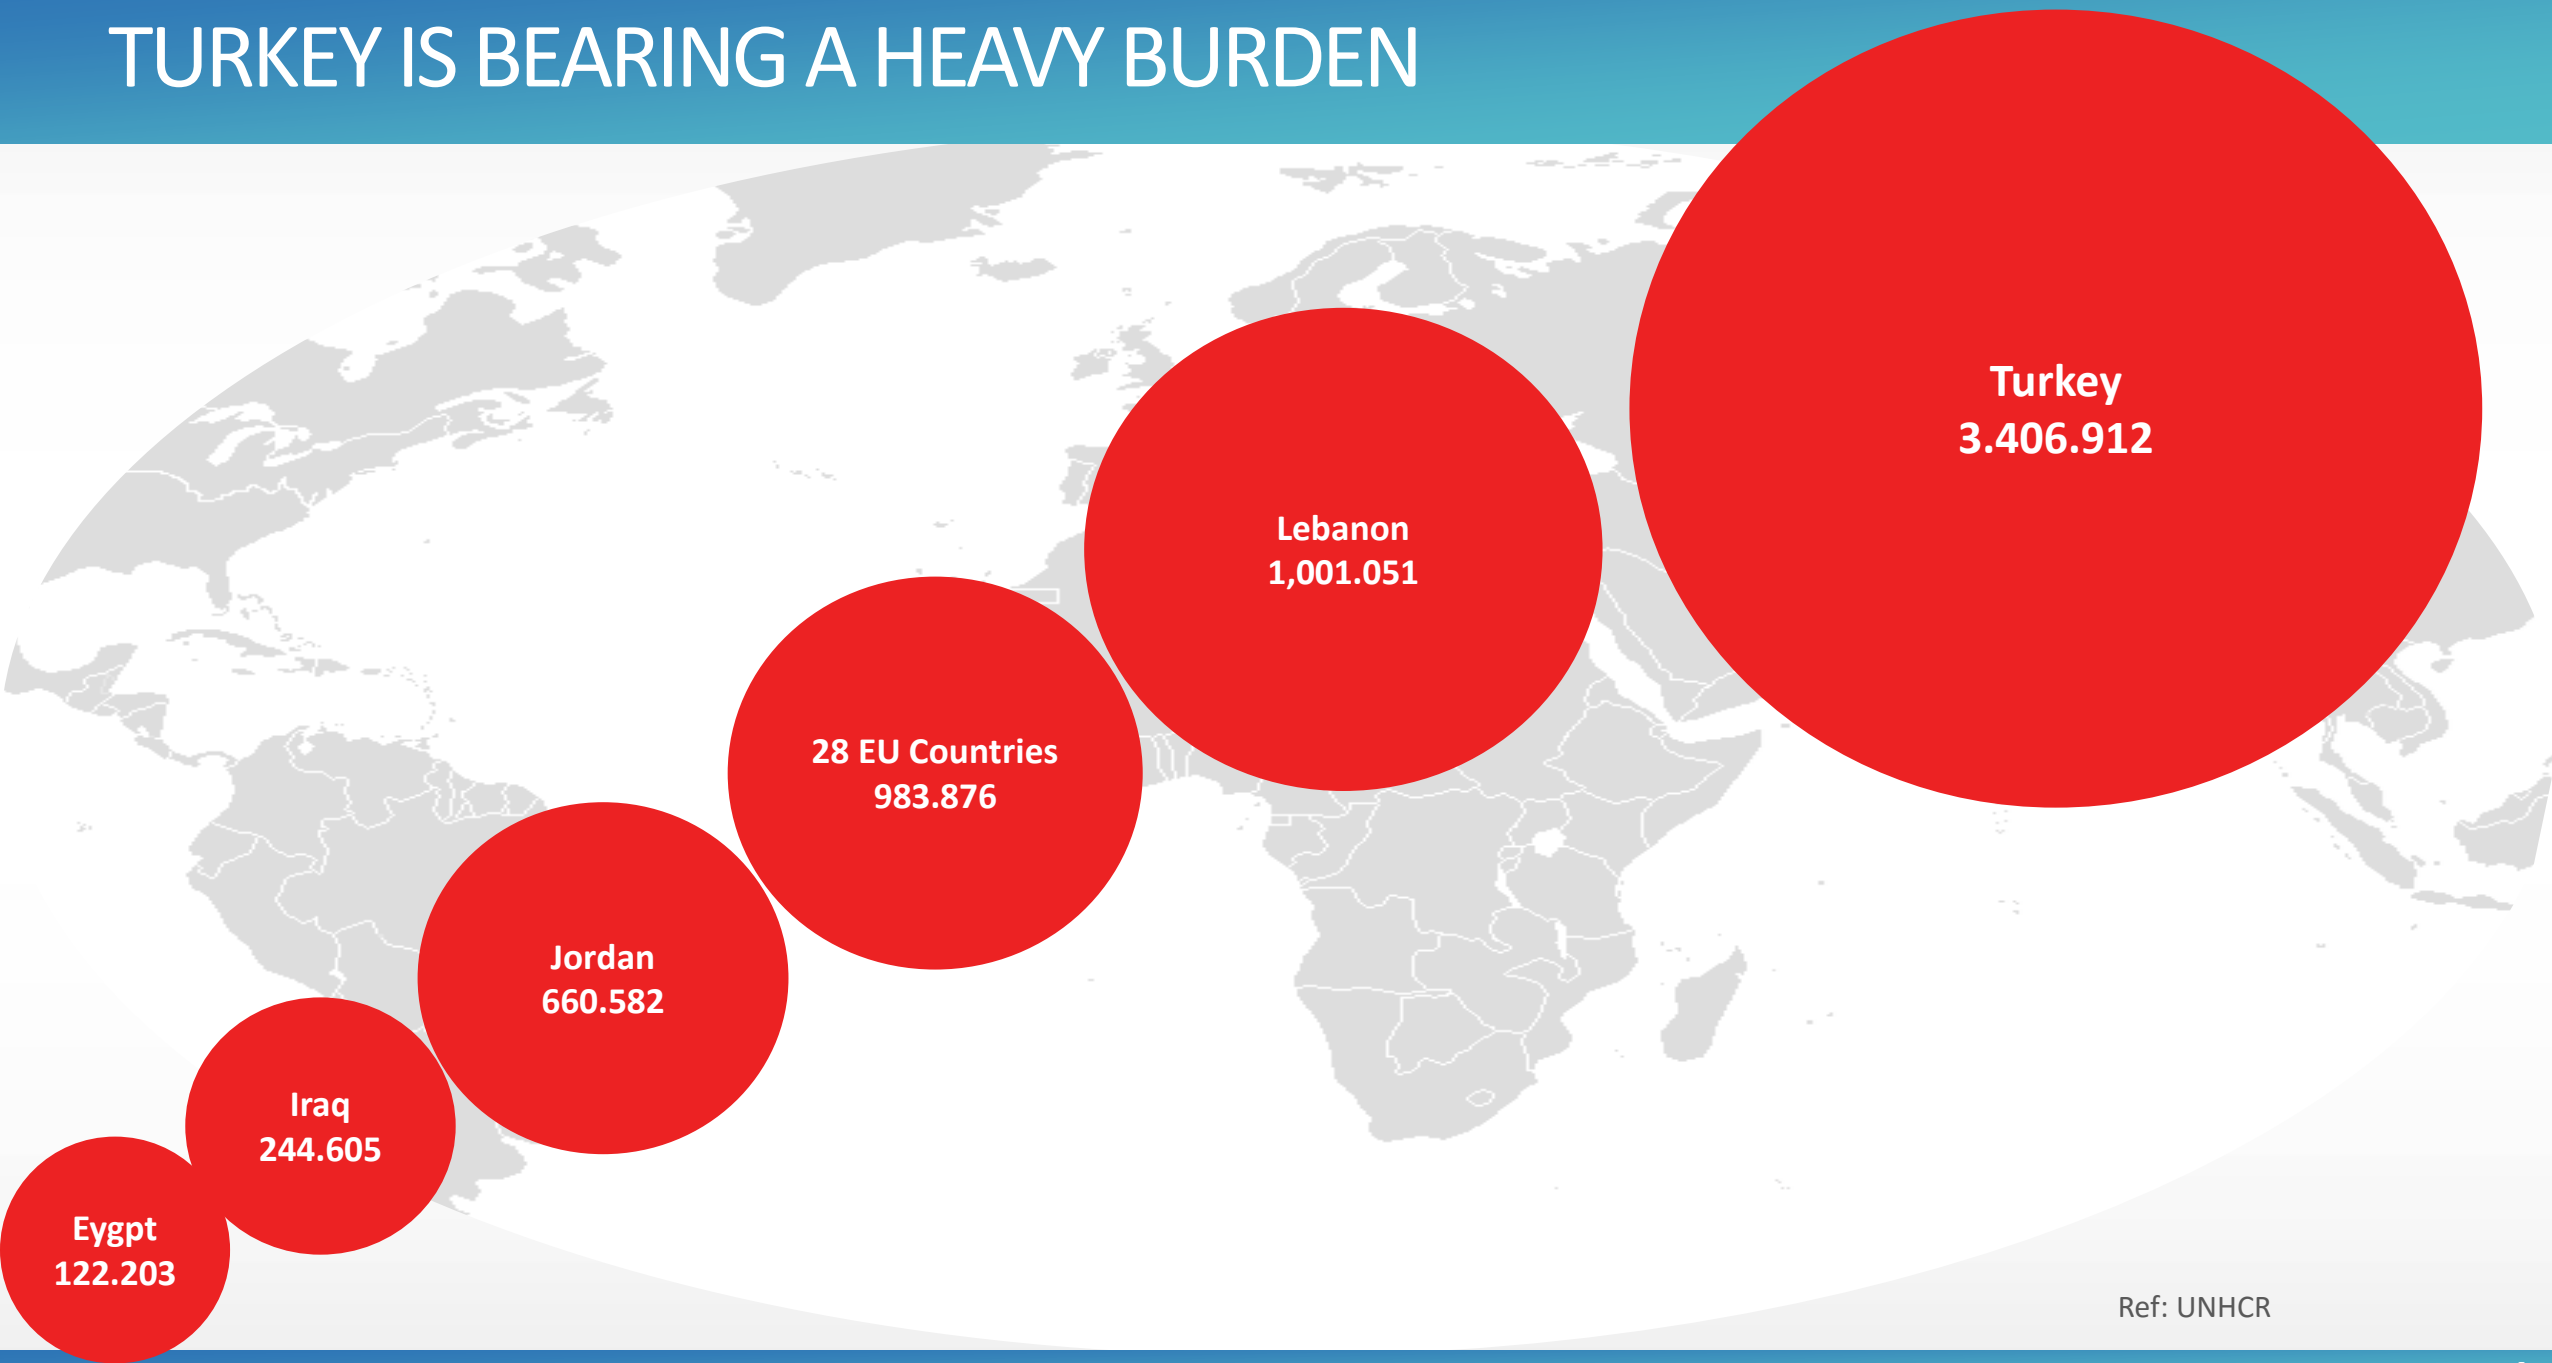 TURKEY IS BEARING A HEAVY BURDEN
Turkey
3.406.912
Lebanon
1,001.051
28 EU Countries
983.876
Jordan
660.582
Iraq
244.605
Eygpt
122.203
Ref: UNHCR